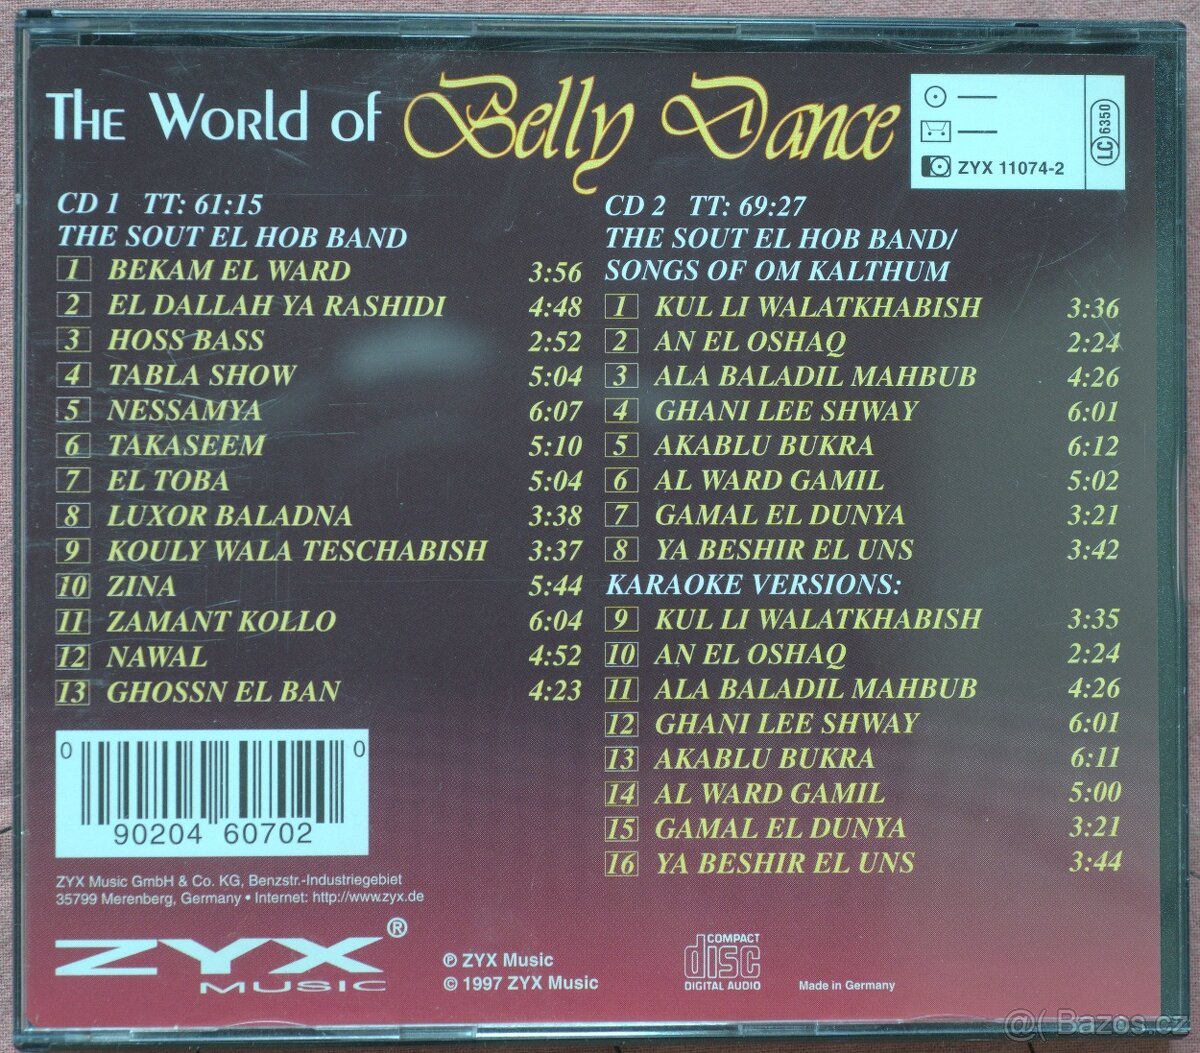 The World of Belly Dance
ZYX 11074-2
LC 6350
CD 1 TT: 61:15
THE SOUT EL HOB BAND
1 BEKAM EL WARD 3:56
2 EL DALLAH YA RASHIDI 4:48
3 HOSS BASS 2:52
4 TABLA SHOW 5:04
5 NESSAMYA 6:07
6 TAKASEEM 5:10
7 EL TOBA 5:04
8 LUXOR BALADNA 3:38
9 KOULY WALA TESCHABISH 3:37
10 ZINA 5:44
11 ZAMANT KOLLO 6:04
12 NAWAL 4:52
13 GHOSSN EL BAN 4:23
CD 2 TT: 69:27
THE SOUT EL HOB BAND/
SONGS OF OM KALTHUM
1 KUL LI WALATKHABISH 3:36
2 AN EL OSHAQ 2:24
3 ALA BALADIL MAHBUB 4:26
4 GHANI LEE SHWAY 6:01
5 AKABLU BUKRA 6:12
6 AL WARD GAMIL 5:02
7 GAMAL EL DUNYA 3:21
8 YA BESHIR EL UNS 3:42
KARAOKE VERSIONS:
9 KUL LI WALATKHABISH 3:35
10 AN EL OSHAQ 2:24
11 ALA BALADIL MAHBUB 4:26
12 GHANI LEE SHWAY 6:01
13 AKABLU BUKRA 6:11
14 AL WARD GAMIL 5:00
15 GAMAL EL DUNYA 3:21
16 YA BESHIR EL UNS 3:44
0 90204 60702 0
ZYX Music GmbH & Co. KG, Benzstr.-Industriegebiet
35799 Merenberg, Germany • Internet: http://www.zyx.de
ZYX®
MUSIC
℗ ZYX Music
© 1997 ZYX Music
COMPACT
disc
DIGITAL AUDIO
Made in Germany
@( Bazos.cz